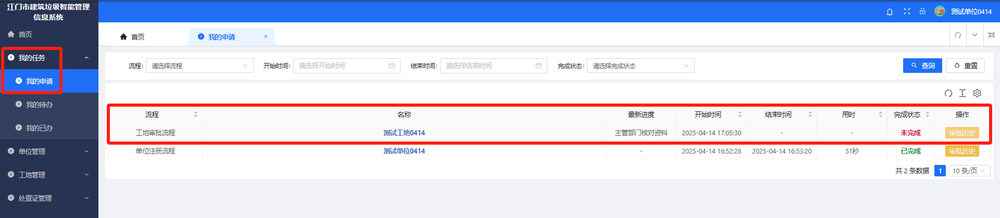 江门市建筑垃圾智能管理
信息系统
测试单位0414
首页
我的任务
我的申请
我的待办
我的已办
单位管理
工地管理
处置证管理
首页 我的申请 ×
流程: 请选择流程 开始时间: 请选择开始时间 结束时间: 请选择结束时间 完成状态: 请选择完成状态 查询 重置
流程 名称 最新进度 开始时间 结束时间 用时 完成状态 操作
工地审批流程 测试工地0414 主管部门核对资料 2025-04-14 17:05:30 - - 未完成 审批历史
单位注册流程 测试单位0414 - 2025-04-14 16:52:28 2025-04-14 16:53:20 51秒 已完成 审批历史
共 2 条数据 1 10 条/页